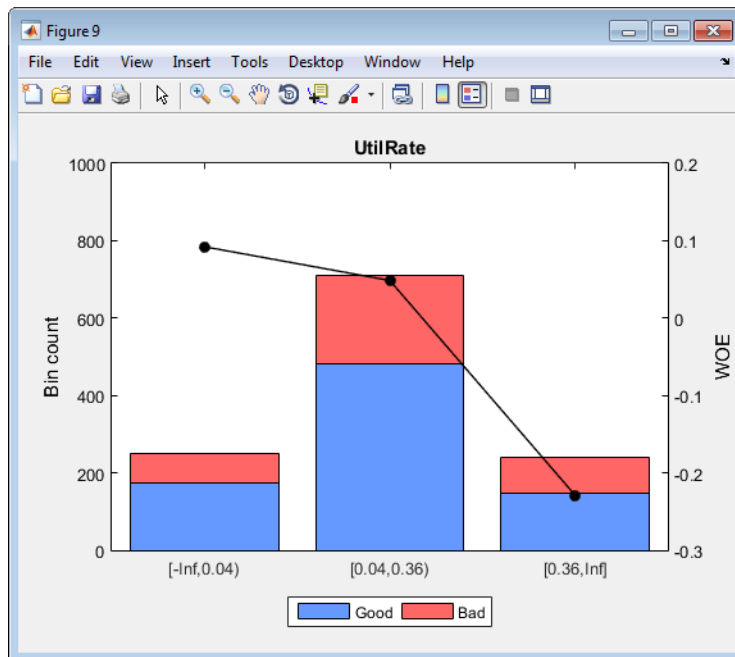 Figure 9
File Edit View Insert Tools Desktop Window Help
UtilRate
1000
800
600
400
200
0
Bin count
0.2
0.1
0
-0.1
-0.2
-0.3
WOE
[-Inf,0.04) [0.04,0.36) [0.36,Inf]
Good Bad